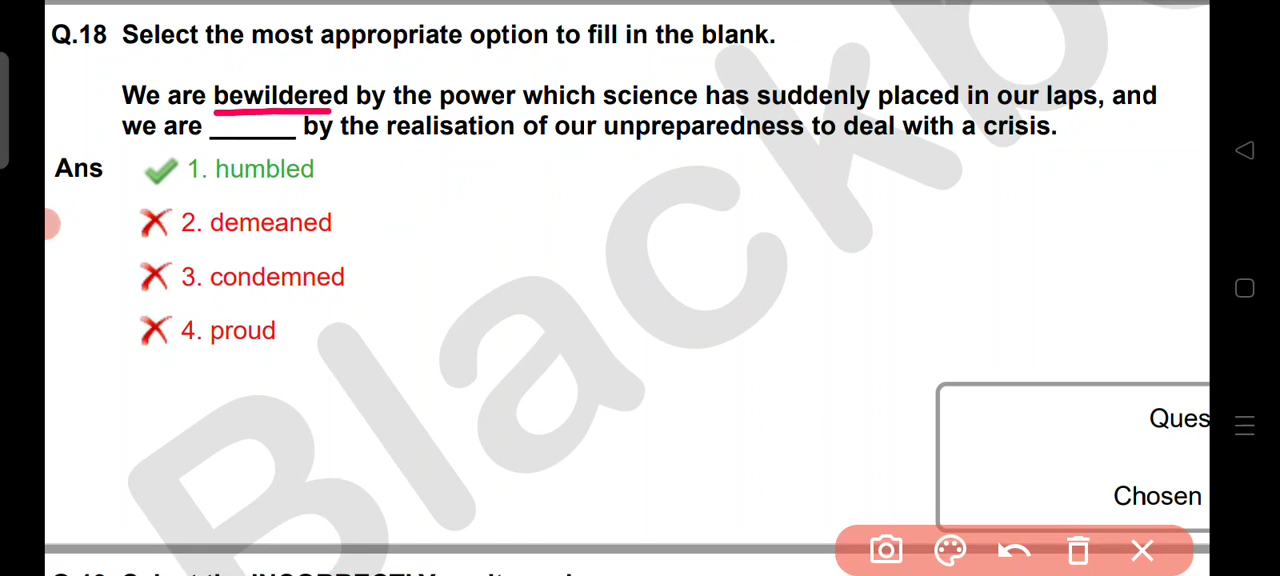 Q.18 Select the most appropriate option to fill in the blank.
We are bewildered by the power which science has suddenly placed in our laps, and
we are ______ by the realisation of our unpreparedness to deal with a crisis.
Ans 1. humbled
2. demeaned
3. condemned
4. proud
Blackb
Ques
Chosen